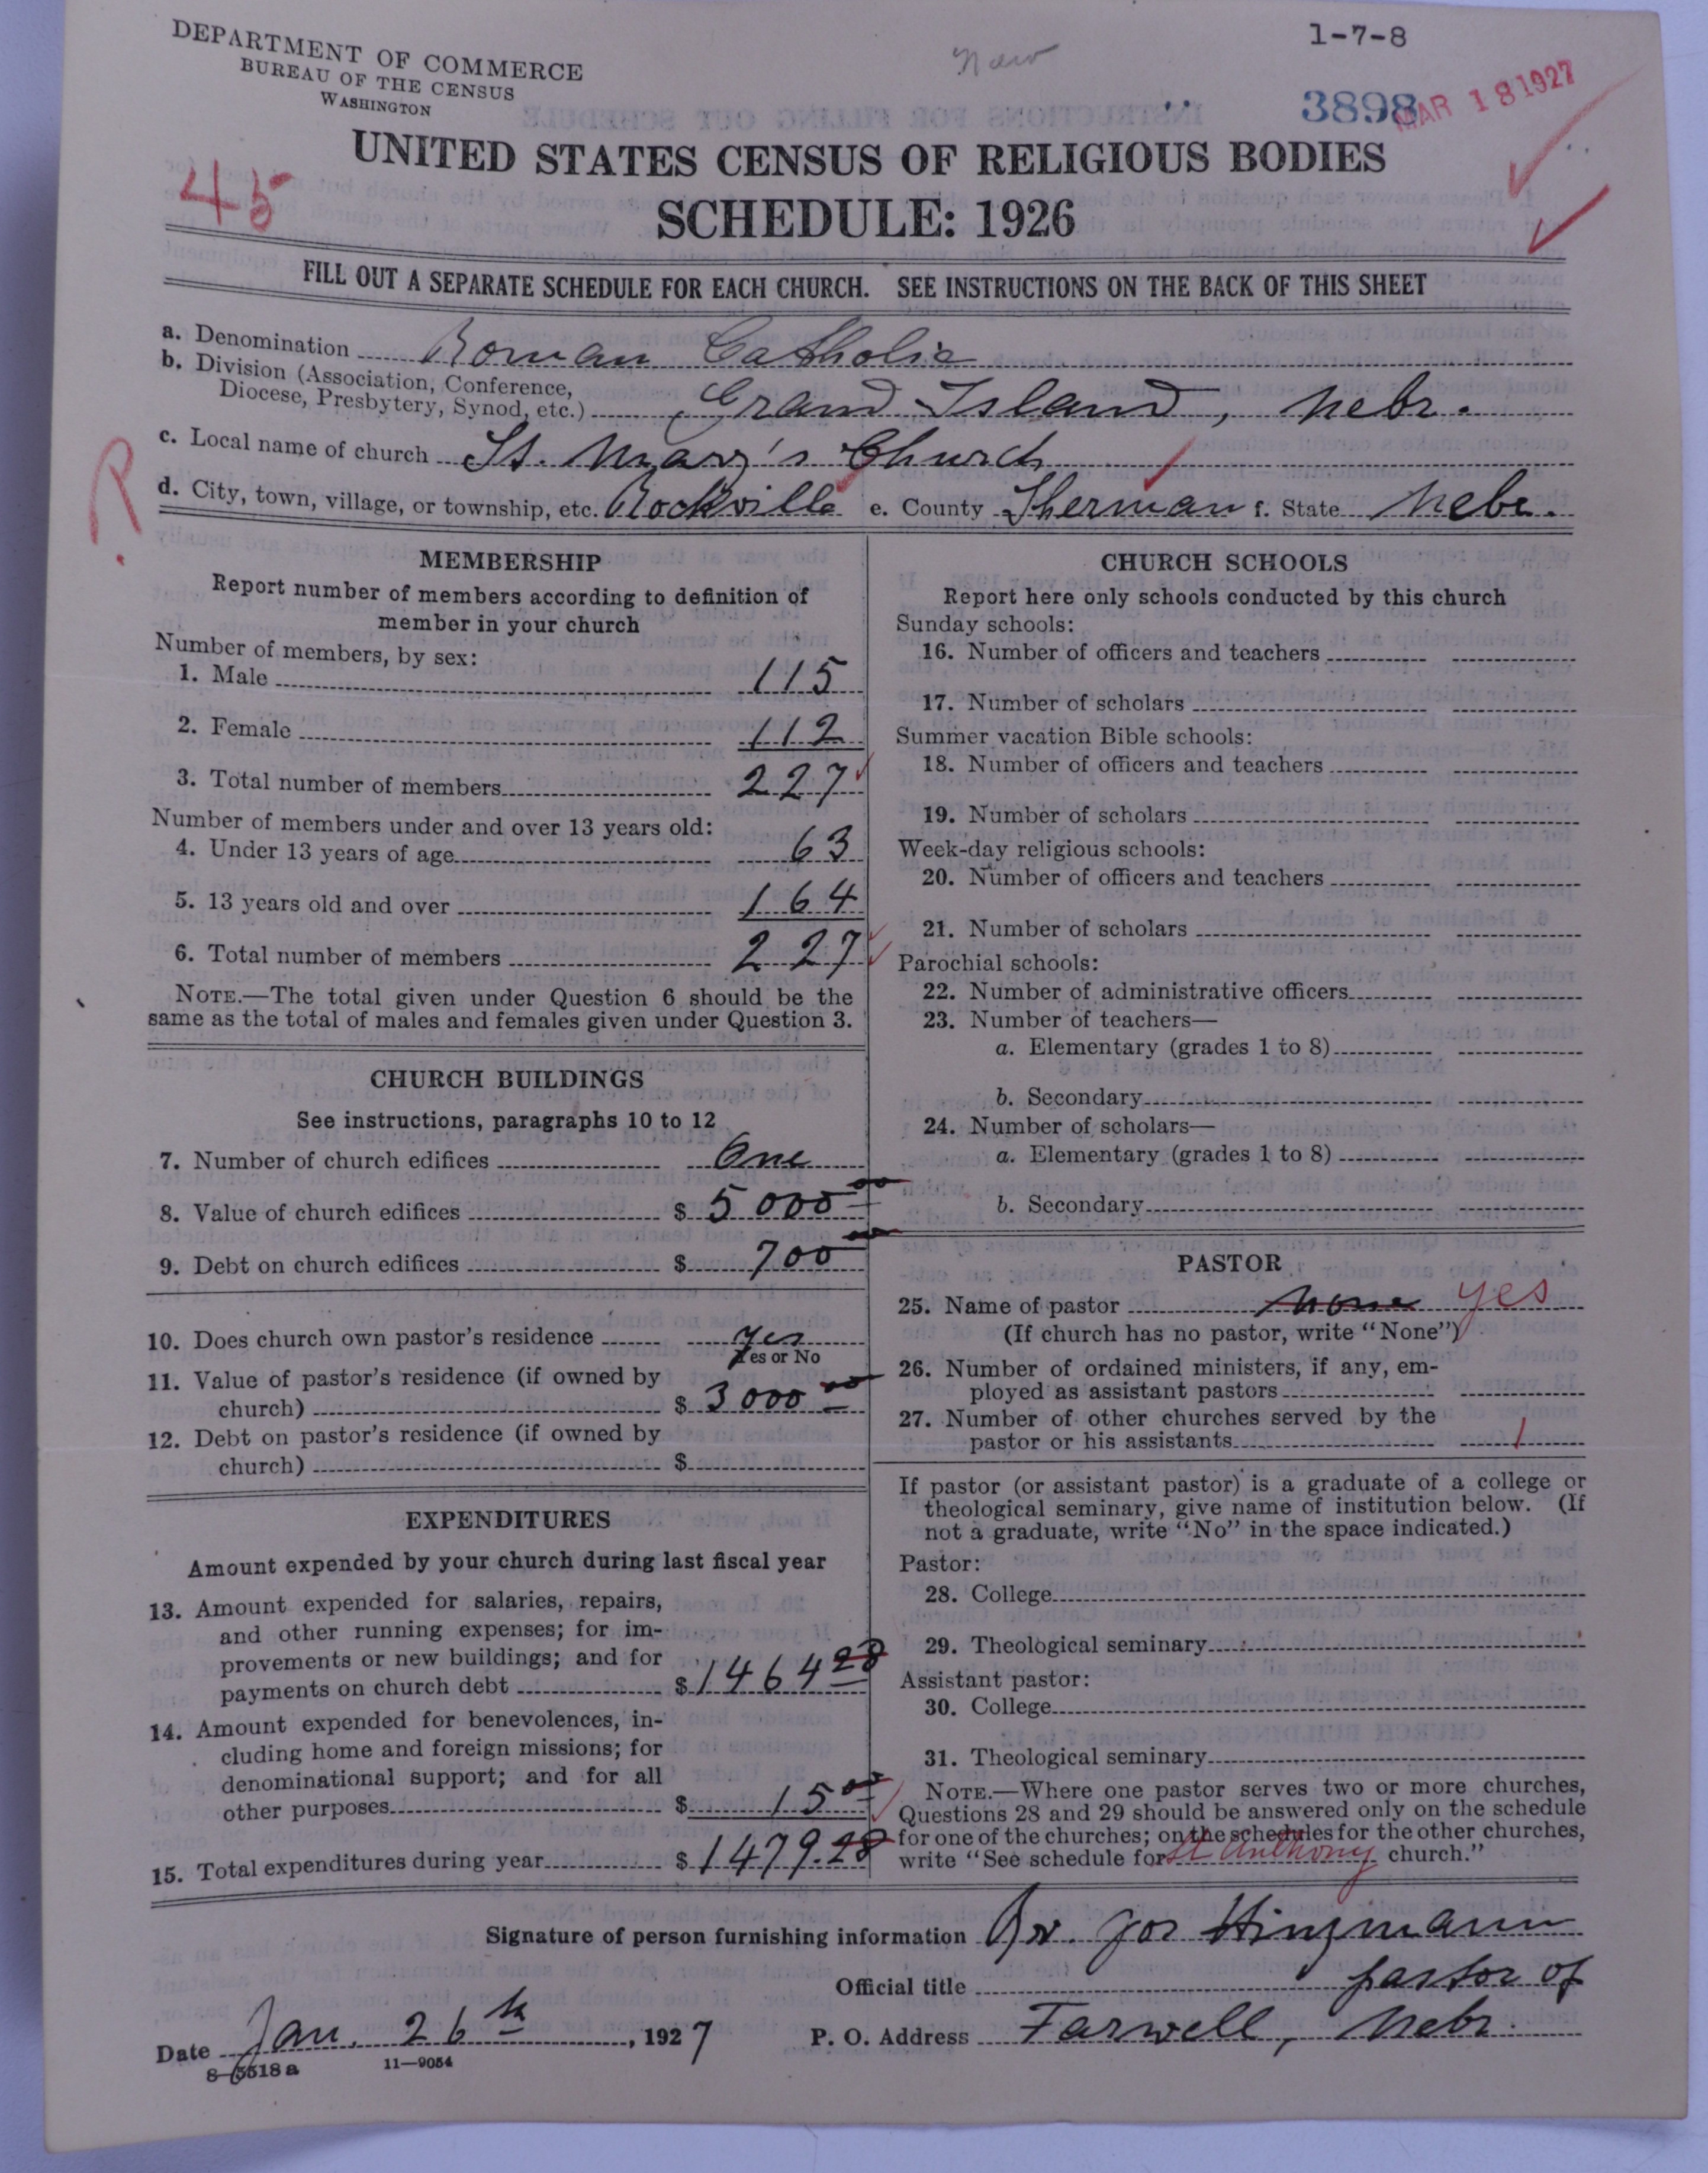 DEPARTMENT OF COMMERCE
BUREAU OF THE CENSUS
WASHINGTON
New
1-7-8
3898
MAR 18 1927
UNITED STATES CENSUS OF RELIGIOUS BODIES
45
SCHEDULE: 1926
FILL OUT A SEPARATE SCHEDULE FOR EACH CHURCH. SEE INSTRUCTIONS ON THE BACK OF THIS SHEET
a. Denomination Roman Catholic
b. Division (Association, Conference, Diocese, Presbytery, Synod, etc.) Grand Island, Nebr.
c. Local name of church St. Mary's Church
R
d. City, town, village, or township, etc. Rockville e. County Sherman f. State Nebr.
MEMBERSHIP
Report number of members according to definition of
member in your church
Number of members, by sex:
1. Male 115
2. Female 112
3. Total number of members 227
Number of members under and over 13 years old:
4. Under 13 years of age 63
5. 13 years old and over 164
6. Total number of members 227
NOTE.—The total given under Question 6 should be the
same as the total of males and females given under Question 3.
CHURCH BUILDINGS
See instructions, paragraphs 10 to 12
7. Number of church edifices One
8. Value of church edifices $ 5000 00
9. Debt on church edifices $ 700 00
10. Does church own pastor's residence yes
Yes or No
11. Value of pastor's residence (if owned by
church) $ 3000 00
12. Debt on pastor's residence (if owned by
church) $
EXPENDITURES
Amount expended by your church during last fiscal year
13. Amount expended for salaries, repairs,
and other running expenses; for im-
provements or new buildings; and for
payments on church debt $ 1464 28
14. Amount expended for benevolences, in-
cluding home and foreign missions; for
denominational support; and for all
other purposes $ 15 00
15. Total expenditures during year $ 1479.28
CHURCH SCHOOLS
Report here only schools conducted by this church
Sunday schools:
16. Number of officers and teachers
17. Number of scholars
Summer vacation Bible schools:
18. Number of officers and teachers
19. Number of scholars
Week-day religious schools:
20. Number of officers and teachers
21. Number of scholars
Parochial schools:
22. Number of administrative officers
23. Number of teachers—
a. Elementary (grades 1 to 8)
b. Secondary
24. Number of scholars—
a. Elementary (grades 1 to 8)
b. Secondary
PASTOR
25. Name of pastor None yes
(If church has no pastor, write "None")
26. Number of ordained ministers, if any, em-
ployed as assistant pastors
27. Number of other churches served by the
pastor or his assistants 1
If pastor (or assistant pastor) is a graduate of a college or
theological seminary, give name of institution below. (If
not a graduate, write "No" in the space indicated.)
Pastor:
28. College
29. Theological seminary
Assistant pastor:
30. College
31. Theological seminary
NOTE.—Where one pastor serves two or more churches,
Questions 28 and 29 should be answered only on the schedule
for one of the churches; on the schedules for the other churches,
write "See schedule for St Anthony church."
Signature of person furnishing information Rv. Jos Hinzmann
Official title pastor of
Date Jan. 26th, 1927 P. O. Address Farwell, Nebr.
8-5518a 11-9054